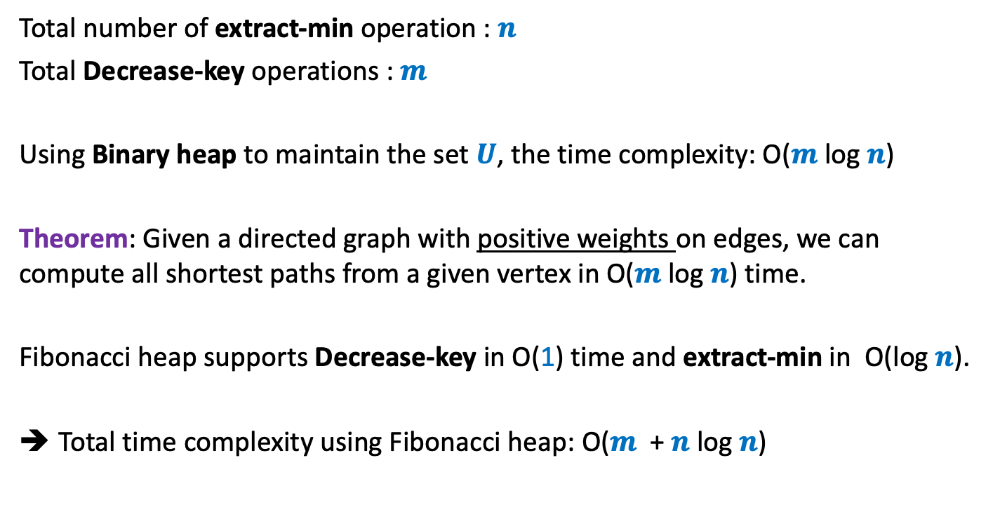 Total number of extract-min operation : n
Total Decrease-key operations : m
Using Binary heap to maintain the set U, the time complexity: O(m log n)
Theorem: Given a directed graph with positive weights on edges, we can
compute all shortest paths from a given vertex in O(m log n) time.
Fibonacci heap supports Decrease-key in O(1) time and extract-min in O(log n).
➔ Total time complexity using Fibonacci heap: O(m + n log n)